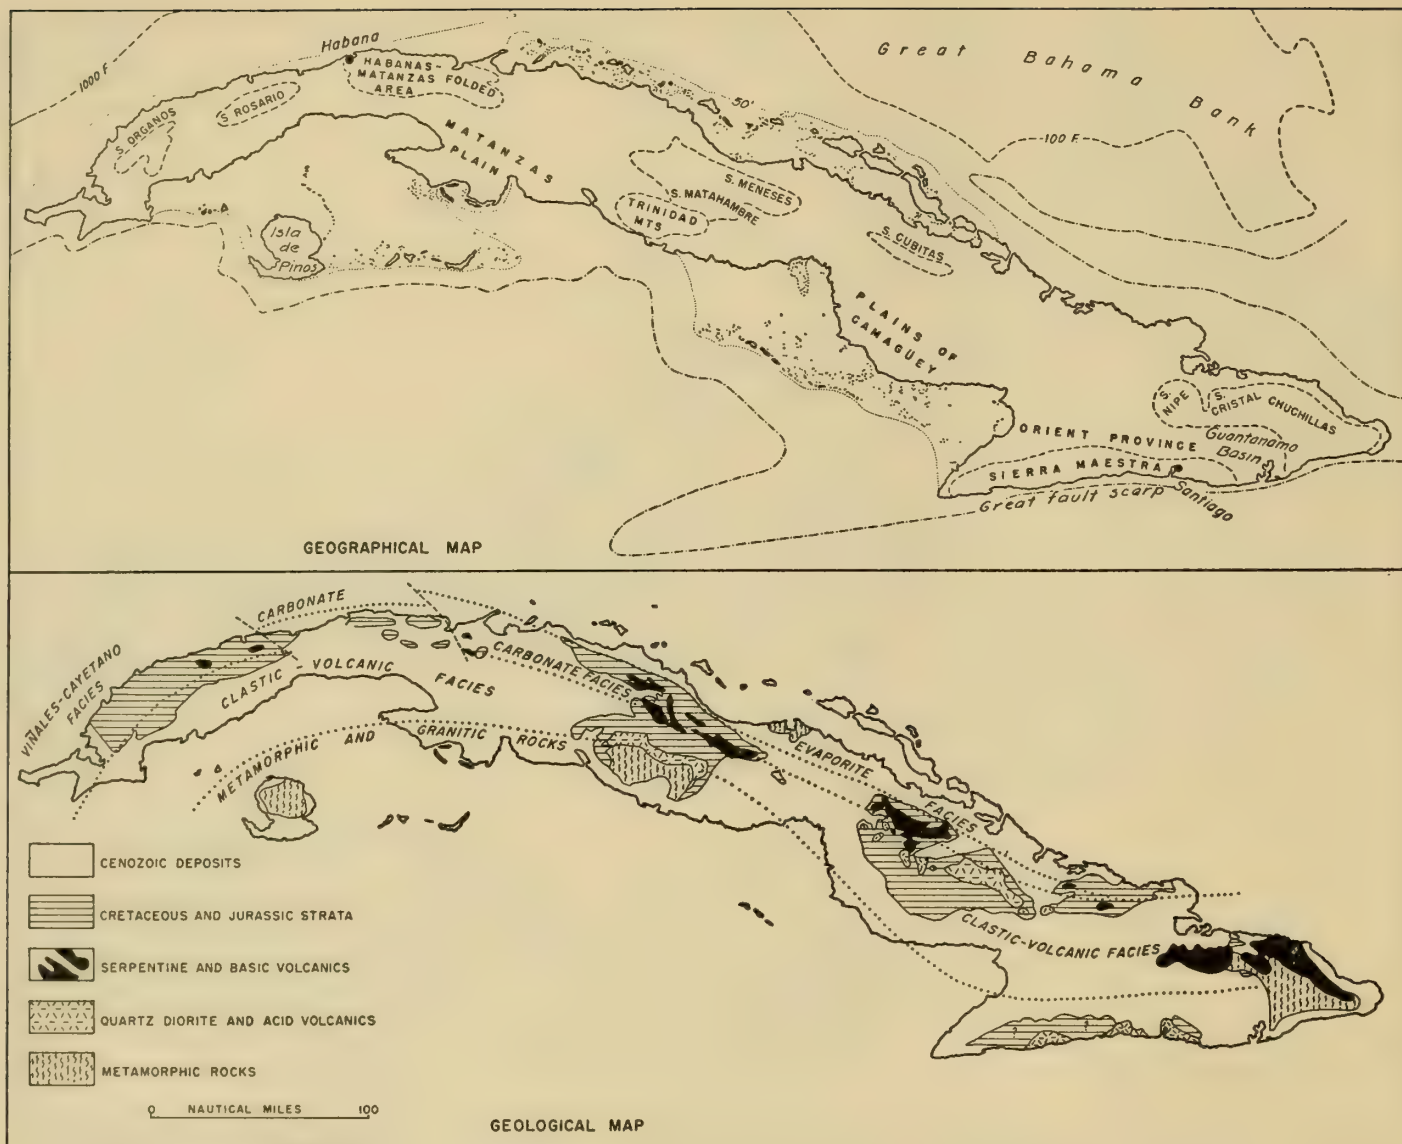 Habana
Great Bahama Bank
1000 F.
HABANAS-
MATANZAS FOLDED
AREA
S. ROSARIO
S. ORGANOS
50'
100 F.
MATANZAS
PLAIN
S. MENESES
S. MATAHAMBRE
TRINIDAD
MTS
S. CUBITAS
Isla
de
Pinos
PLAINS OF
CAMAGÜEY
S.
NIPE
S.
CRISTAL CHUCHILLAS
ORIENT PROVINCE
Guantanamo
Basin
SIERRA MAESTRA
Santiago
Great fault scarp
GEOGRAPHICAL MAP
CARBONATE
VIÑALES-CAYETANO
FACIES
CLASTIC - VOLCANIC
FACIES
CARBONATE FACIES
METAMORPHIC AND GRANITIC ROCKS
EVAPORITE
FACIES
CLASTIC-VOLCANIC FACIES
? ?
CENOZOIC DEPOSITS
CRETACEOUS AND JURASSIC STRATA
SERPENTINE AND BASIC VOLCANICS
QUARTZ DIORITE AND ACID VOLCANICS
METAMORPHIC ROCKS
0 NAUTICAL MILES 100
GEOLOGICAL MAP